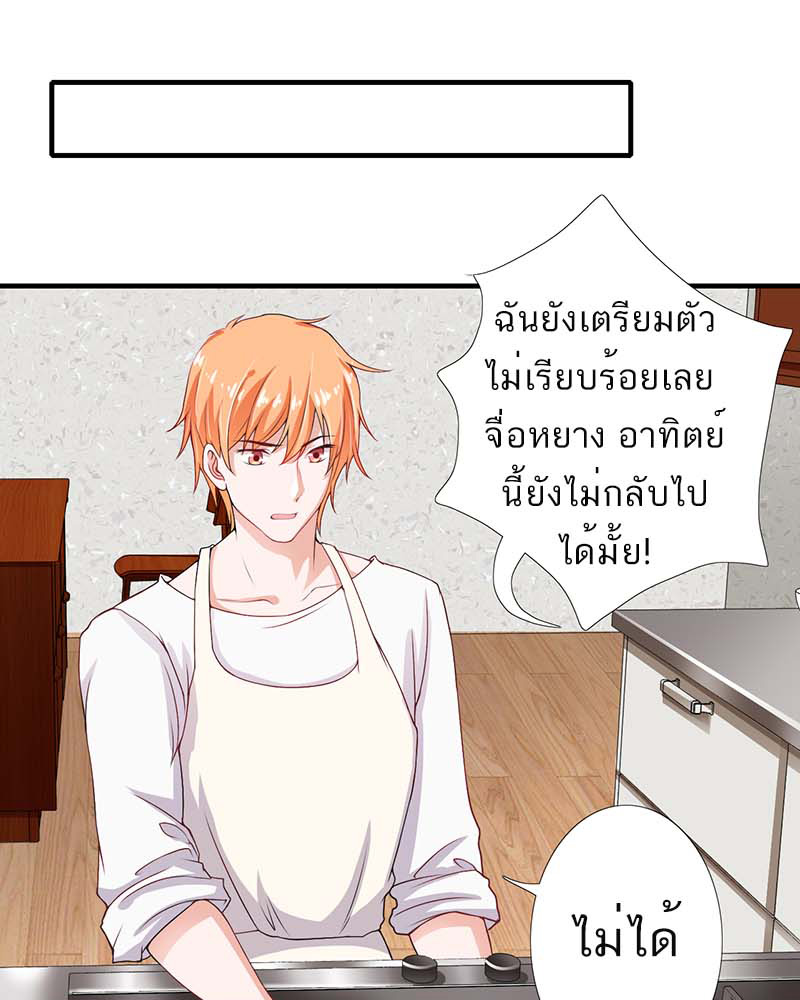 ฉันยังเตรียมตัว
ไม่เรียบร้อยเลย
จื่อหยาง อาทิตย์
นี้ยังไม่กลับไป
ได้มั้ย!
ไม่ได้